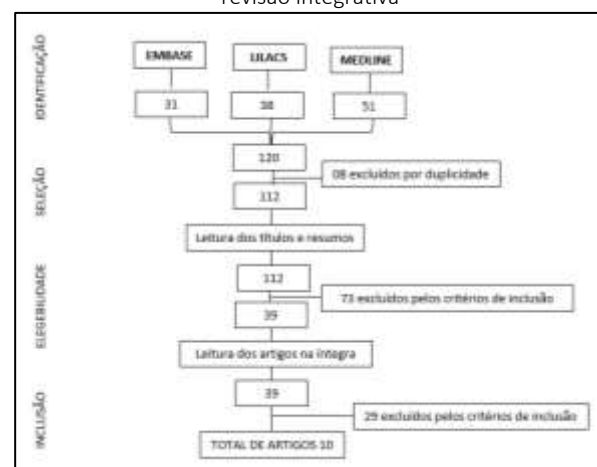 revisão integrativa
IDENTIFICAÇÃO
EMBASE
LILACS
MEDLINE
31
38
51
120
08 excluídos por duplicidade
SELEÇÃO
112
Leitura dos títulos e resumos
ELEGEBILIDADE
112
73 excluídos pelos critérios de inclusão
39
Leitura dos artigos na íntegra
INCLUSÃO
39
29 excluídos pelos critérios de inclusão
TOTAL DE ARTIGOS 10